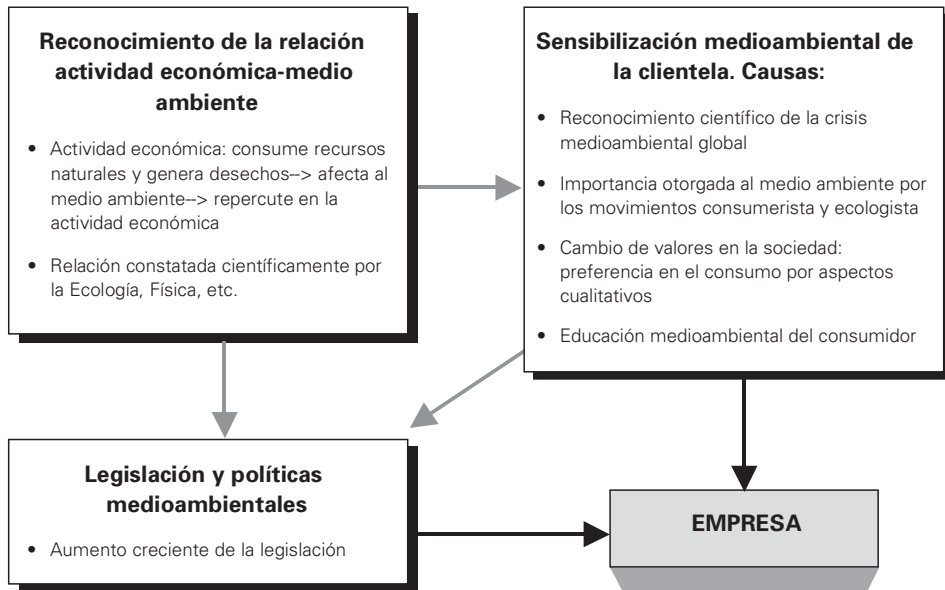 Reconocimiento de la relación
actividad económica-medio
ambiente
• Actividad económica: consume recursos
naturales y genera desechos--> afecta al
medio ambiente--> repercute en la
actividad económica
• Relación constatada científicamente por
la Ecología, Física, etc.
Sensibilización medioambiental de
la clientela. Causas:
• Reconocimiento científico de la crisis
medioambiental global
• Importancia otorgada al medio ambiente por
los movimientos consumerista y ecologista
• Cambio de valores en la sociedad:
preferencia en el consumo por aspectos
cualitativos
• Educación medioambiental del consumidor
Legislación y políticas
medioambientales
• Aumento creciente de la legislación
EMPRESA